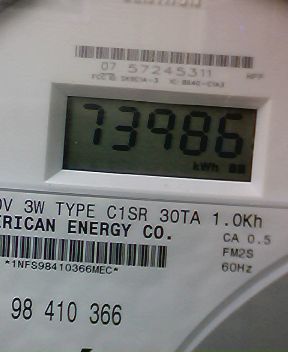 07 57245311
73986
kWh
0V 3W TYPE C1SR 30TA 1.0Kh
ERICAN ENERGY CO.
CA 0.5
FM2S
60Hz
*1NFS98410366MEC*
98 410 366